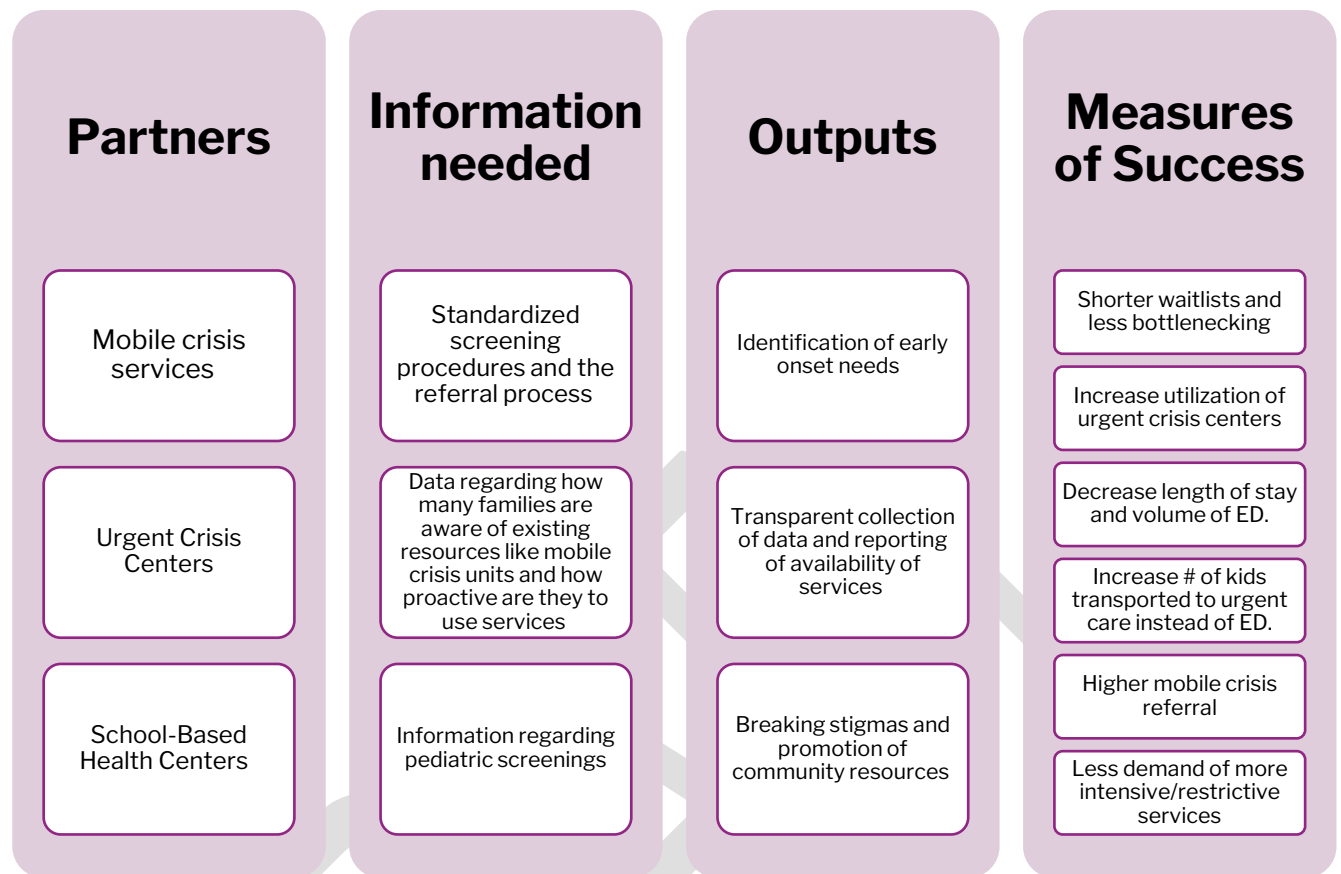 Partners
Mobile crisis
services
Urgent Crisis
Centers
School-Based
Health Centers
Information
needed
Standardized
screening
procedures and the
referral process
Data regarding how
many families are
aware of existing
resources like mobile
crisis units and how
proactive are they to
use services
Information regarding
pediatric screenings
Outputs
Identification of early
onset needs
Transparent collection
of data and reporting
of availability of
services
Breaking stigmas and
promotion of
community resources
Measures
of Success
Shorter waitlists and
less bottlenecking
Increase utilization of
urgent crisis centers
Decrease length of stay
and volume of ED.
Increase # of kids
transported to urgent
care instead of ED.
Higher mobile crisis
referral
Less demand of more
intensive/restrictive
services